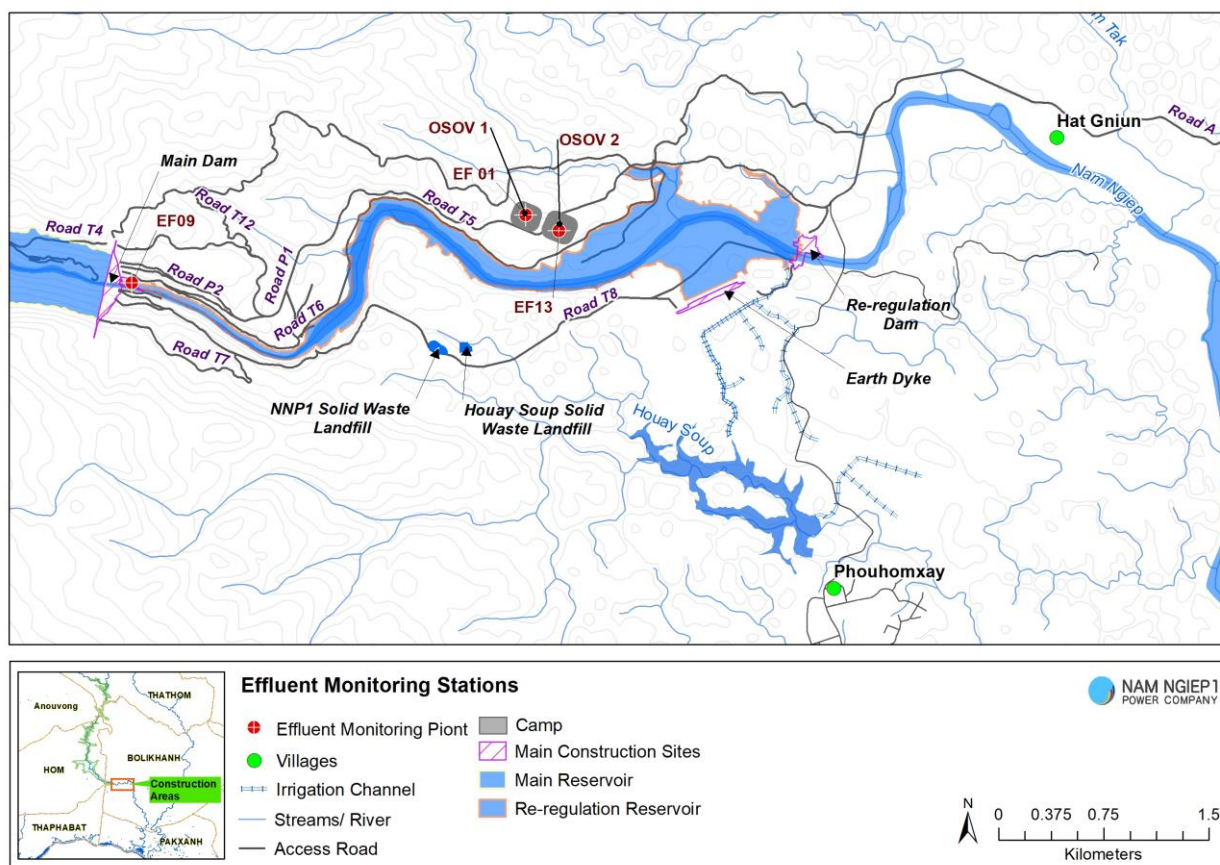 m Tak
Hat Gniun
Road A
OSOV 1
OSOV 2
Main Dam
EF 01
Nam Ngiep
Road T12
Road T5
EF09
Road T4
Road P2
Road P1
Road T6
EF13
Road T8
Re-regulation
Dam
Road T7
Earth Dyke
NNP1 Solid Waste
Landfill
Houay Soup Solid
Waste Landfill
Houay Soup
Phouhomxay
Effluent Monitoring Stations
Effluent Monitoring Piont
Villages
Irrigation Channel
Streams/ River
Access Road
Camp
Main Construction Sites
Main Reservoir
Re-regulation Reservoir
NAM NGIEP 1
POWER COMPANY
Anouvong
THATHOM
BOLIKHANH
HOM
Construction
Areas
THAPHABAT
PAKXANH
N
0 0.375 0.75 1.5
Kilometers